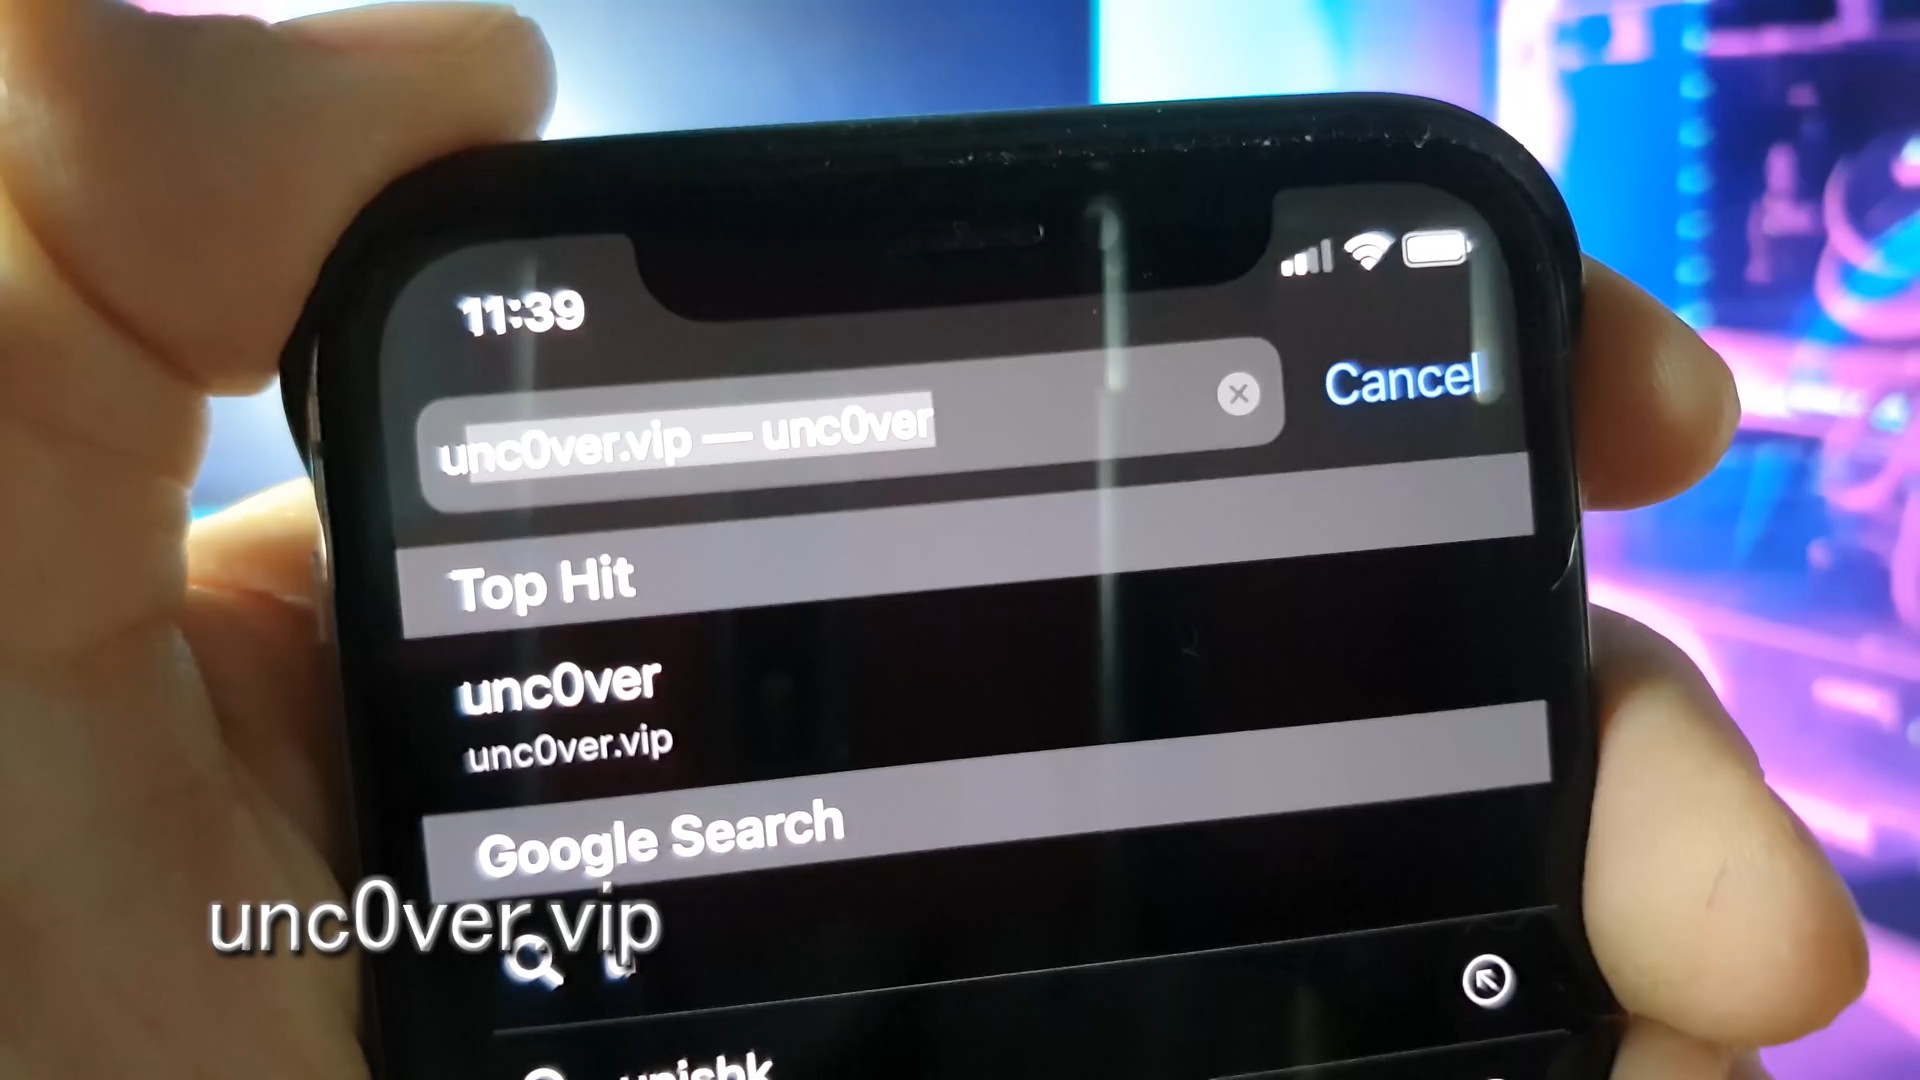 11:39
unc0ver.vip — unc0ver
Cancel
Top Hit
unc0ver
unc0ver.vip
Google Search
unc0ver.vip
u